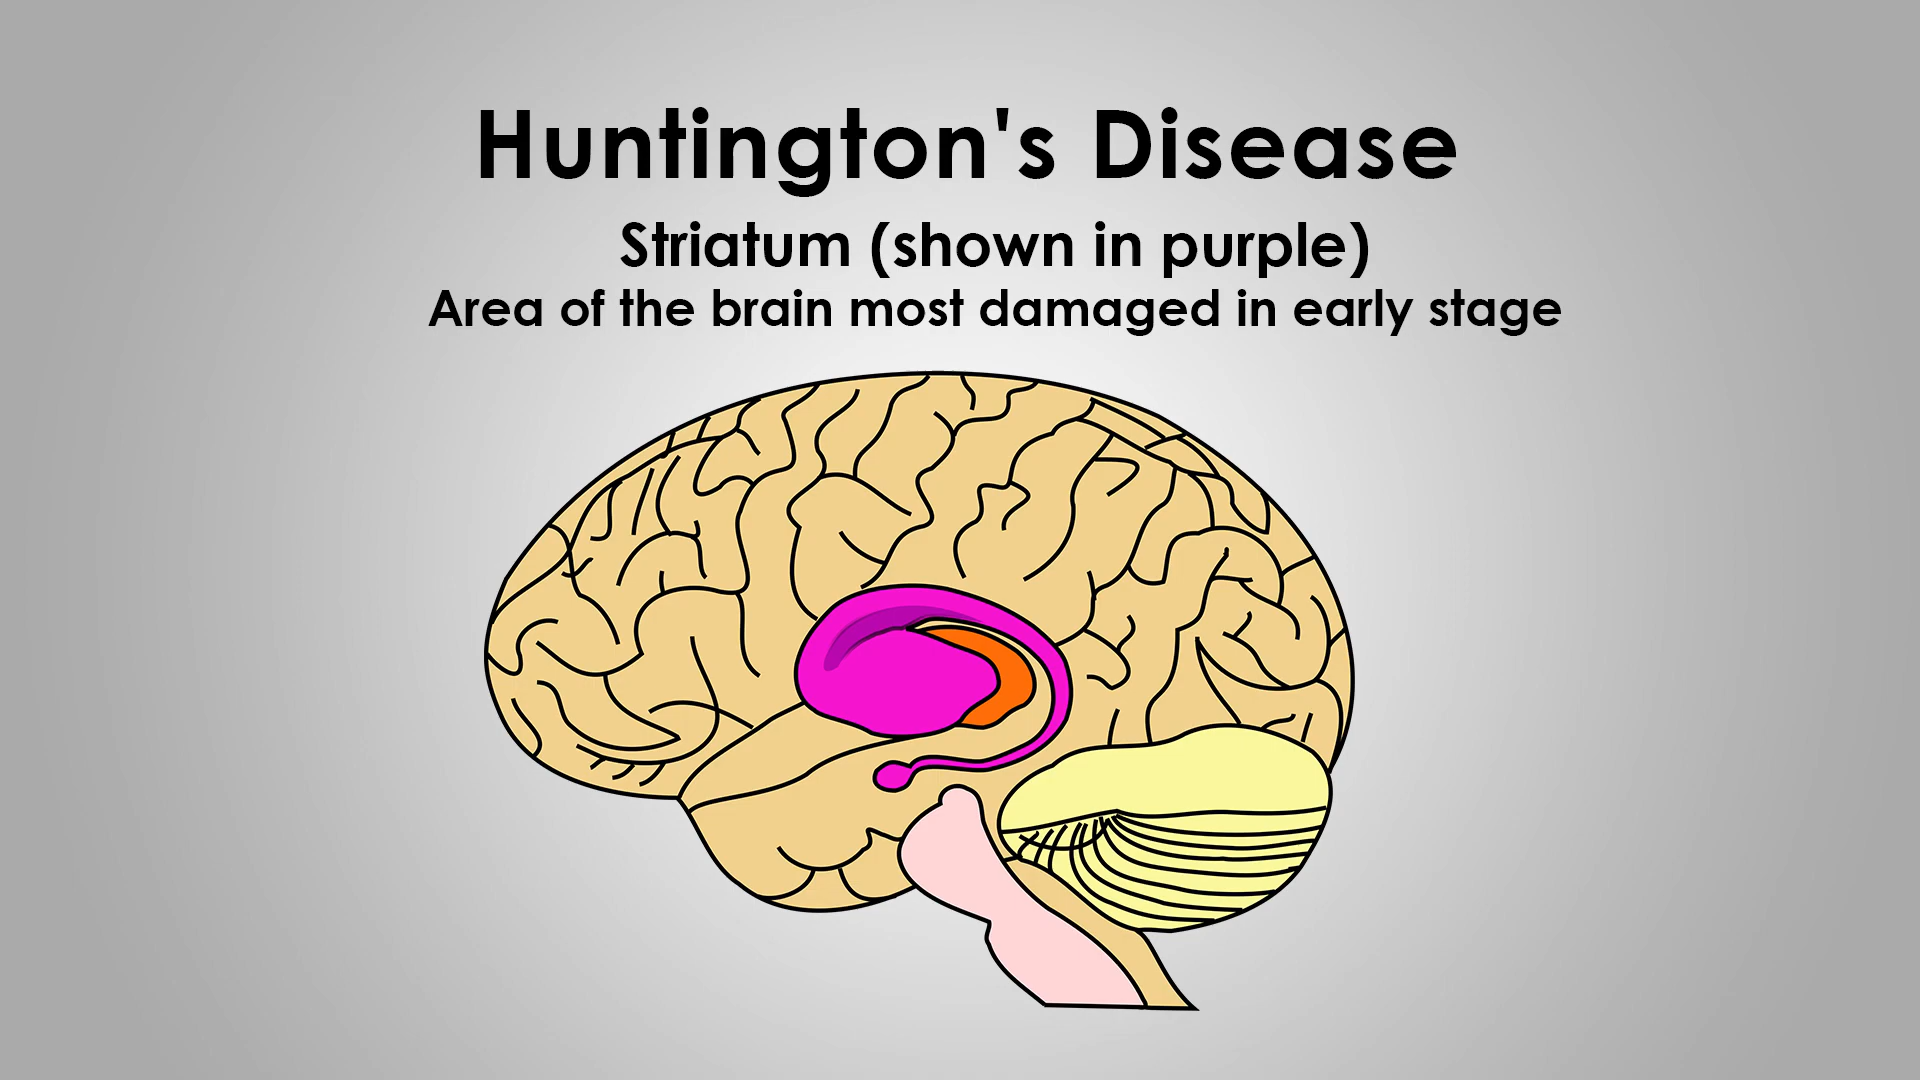 Huntington's Disease
Striatum (shown in purple)
Area of the brain most damaged in early stage